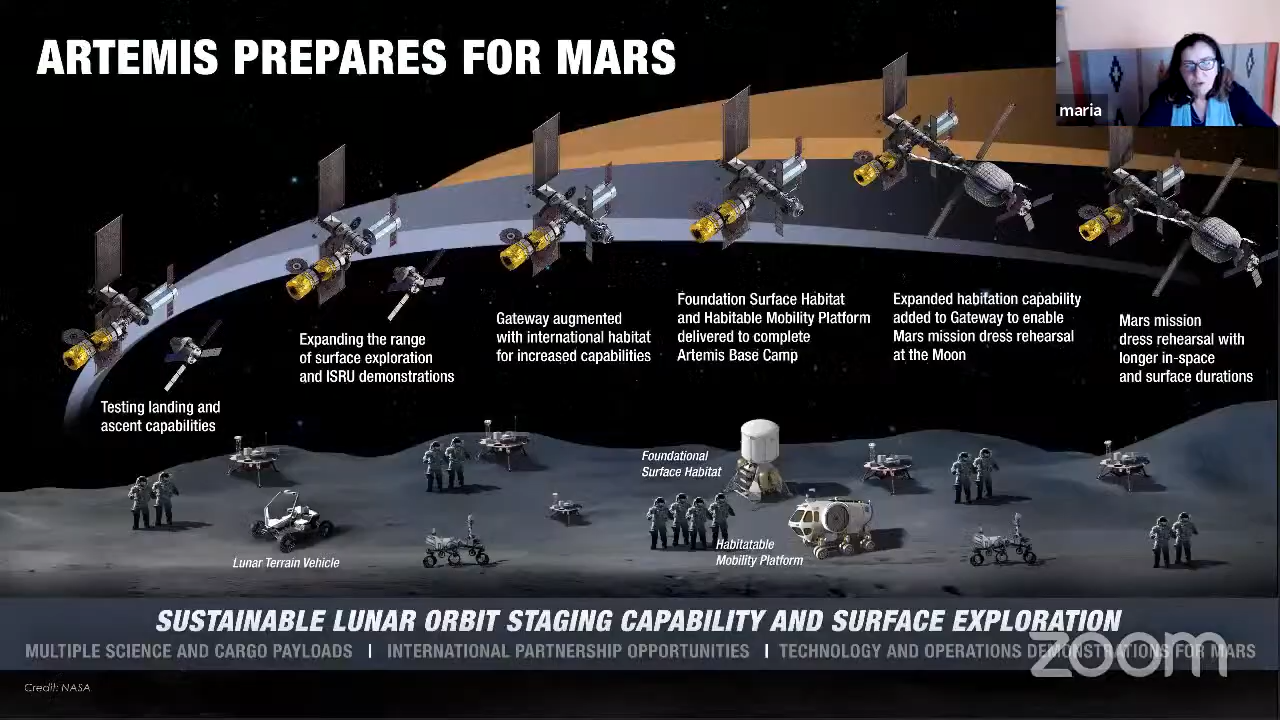 ARTEMIS PREPARES FOR MARS
maria
Testing landing and
ascent capabilities
Expanding the range
of surface exploration
and ISRU demonstrations
Gateway augmented
with international habitat
for increased capabilities
Foundation Surface Habitat
and Habitable Mobility Platform
delivered to complete
Artemis Base Camp
Expanded habitation capability
added to Gateway to enable
Mars mission dress rehearsal
at the Moon
Mars mission
dress rehearsal with
longer in-space
and surface durations
Lunar Terrain Vehicle
Foundational
Surface Habitat
Habitatable
Mobility Platform
SUSTAINABLE LUNAR ORBIT STAGING CAPABILITY AND SURFACE EXPLORATION
MULTIPLE SCIENCE AND CARGO PAYLOADS | INTERNATIONAL PARTNERSHIP OPPORTUNITIES | TECHNOLOGY AND OPERATIONS DEMONSTRATIONS FOR MARS
zoom
Credit: NASA